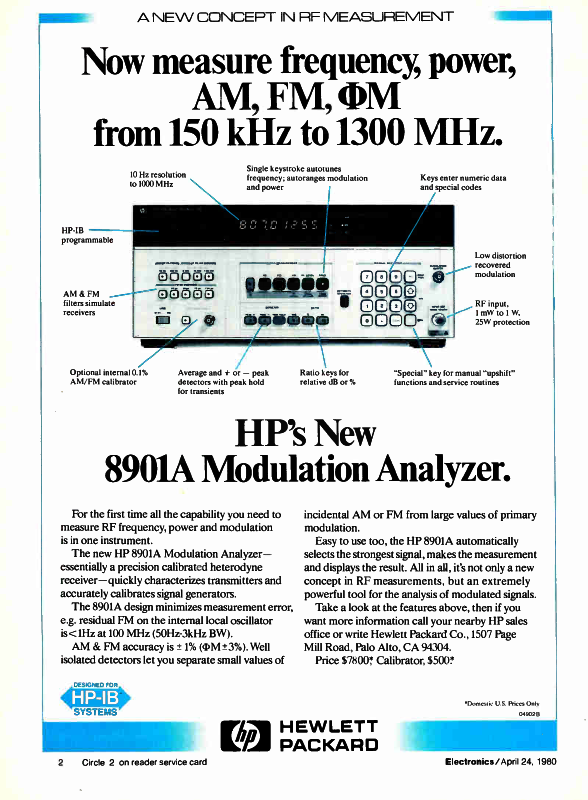 A NEW CONCEPT IN RF MEASUREMENT
Now measure frequency, power,
AM, FM, ΦM
from 150 kHz to 1300 MHz.
10 Hz resolution
to 1000 MHz
Single keystroke autotunes
frequency; autoranges modulation
and power
Keys enter numeric data
and special codes
HP-IB
programmable
AM & FM
filters simulate
receivers
Low distortion
recovered
modulation
RF input,
1 mW to 1 W,
25W protection
Optional internal 0.1%
AM/FM calibrator
Average and + or — peak
detectors with peak hold
for transients
Ratio keys for
relative dB or %
"Special" key for manual "upshift"
functions and service routines
HP's New
8901A Modulation Analyzer.
For the first time all the capability you need to
measure RF frequency, power and modulation
is in one instrument.
The new HP 8901A Modulation Analyzer—
essentially a precision calibrated heterodyne
receiver—quickly characterizes transmitters and
accurately calibrates signal generators.
The 8901A design minimizes measurement error,
e.g. residual FM on the internal local oscillator
is < 1Hz at 100 MHz (50Hz-3kHz BW).
AM & FM accuracy is ± 1% (ΦM ±3%). Well
isolated detectors let you separate small values of
incidental AM or FM from large values of primary
modulation.
Easy to use too, the HP 8901A automatically
selects the strongest signal, makes the measurement
and displays the result. All in all, it's not only a new
concept in RF measurements, but an extremely
powerful tool for the analysis of modulated signals.
Take a look at the features above, then if you
want more information call your nearby HP sales
office or write Hewlett Packard Co., 1507 Page
Mill Road, Palo Alto, CA 94304.
Price $7800*. Calibrator, $500*.
DESIGNED FOR
HP-IB
SYSTEMS
*Domestic U.S. Prices Only
04902B
hp HEWLETT
PACKARD
2 Circle 2 on reader service card
Electronics/April 24, 1980